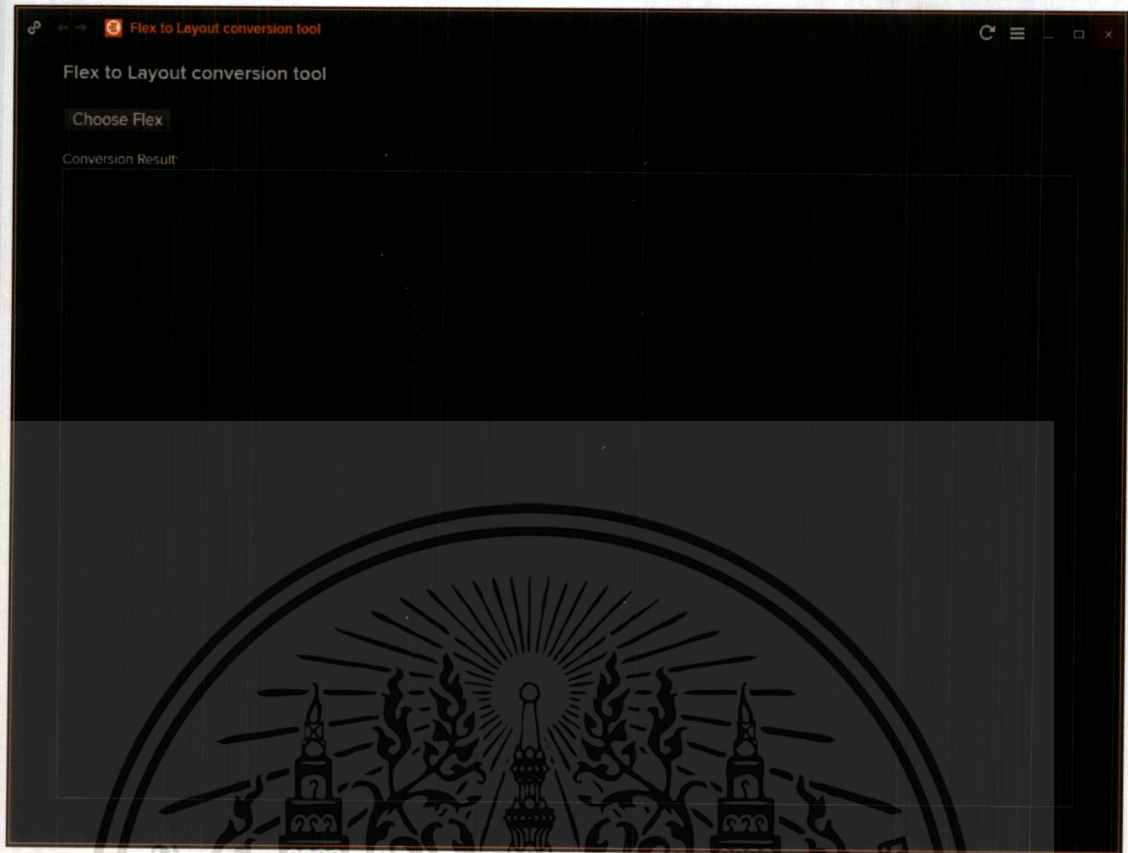 Flex to Layout conversion tool
Flex to Layout conversion tool
Choose Flex
Conversion Result: